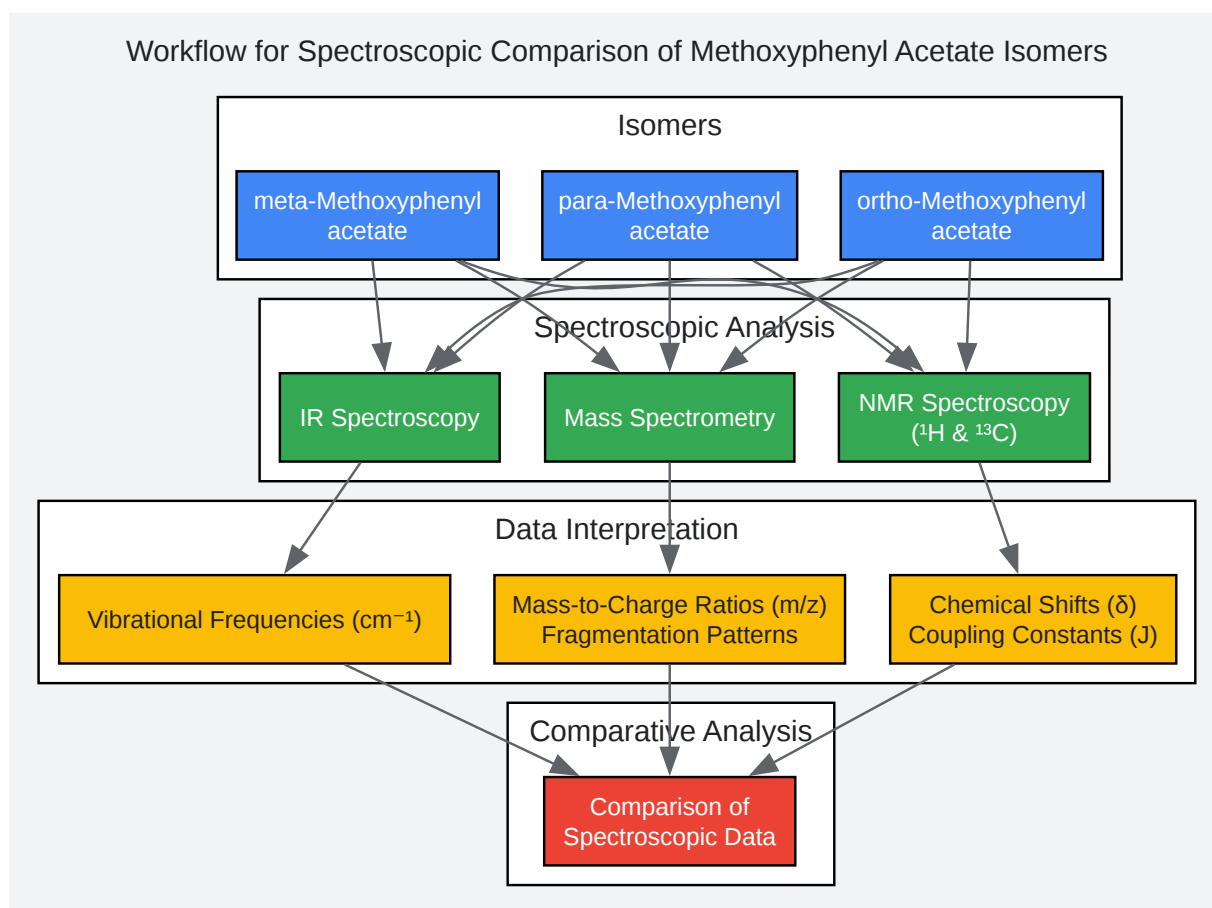 Workflow for Spectroscopic Comparison of Methoxyphenyl Acetate Isomers
Isomers
meta-Methoxyphenyl
acetate
para-Methoxyphenyl
acetate
ortho-Methoxyphenyl
acetate
Spectroscopic Analysis
IR Spectroscopy
Mass Spectrometry
NMR Spectroscopy
(¹H & ¹³C)
Data Interpretation
Vibrational Frequencies (cm⁻¹)
Mass-to-Charge Ratios (m/z)
Fragmentation Patterns
Chemical Shifts (δ)
Coupling Constants (J)
Comparative Analysis
Comparison of
Spectroscopic Data